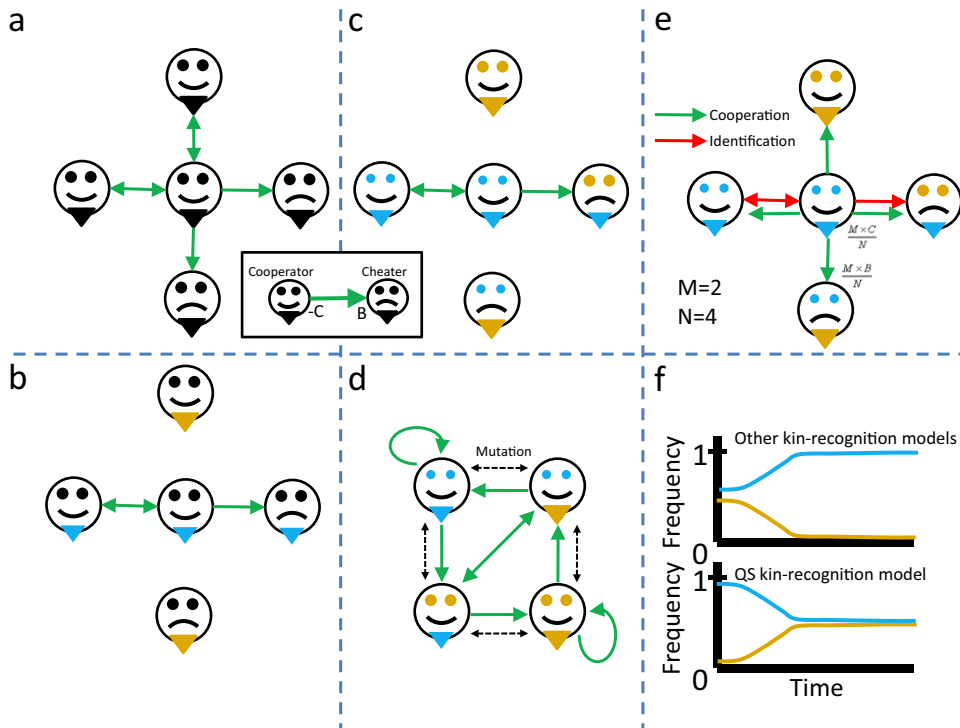 a
Cooperator
Cheater
-C
B
b
c
d
Mutation
e
Cooperation
Identification
M×C
N
M×B
N
M=2
N=4
f
Other kin-recognition models
1
Frequency
0
QS kin-recognition model
1
Frequency
0
Time